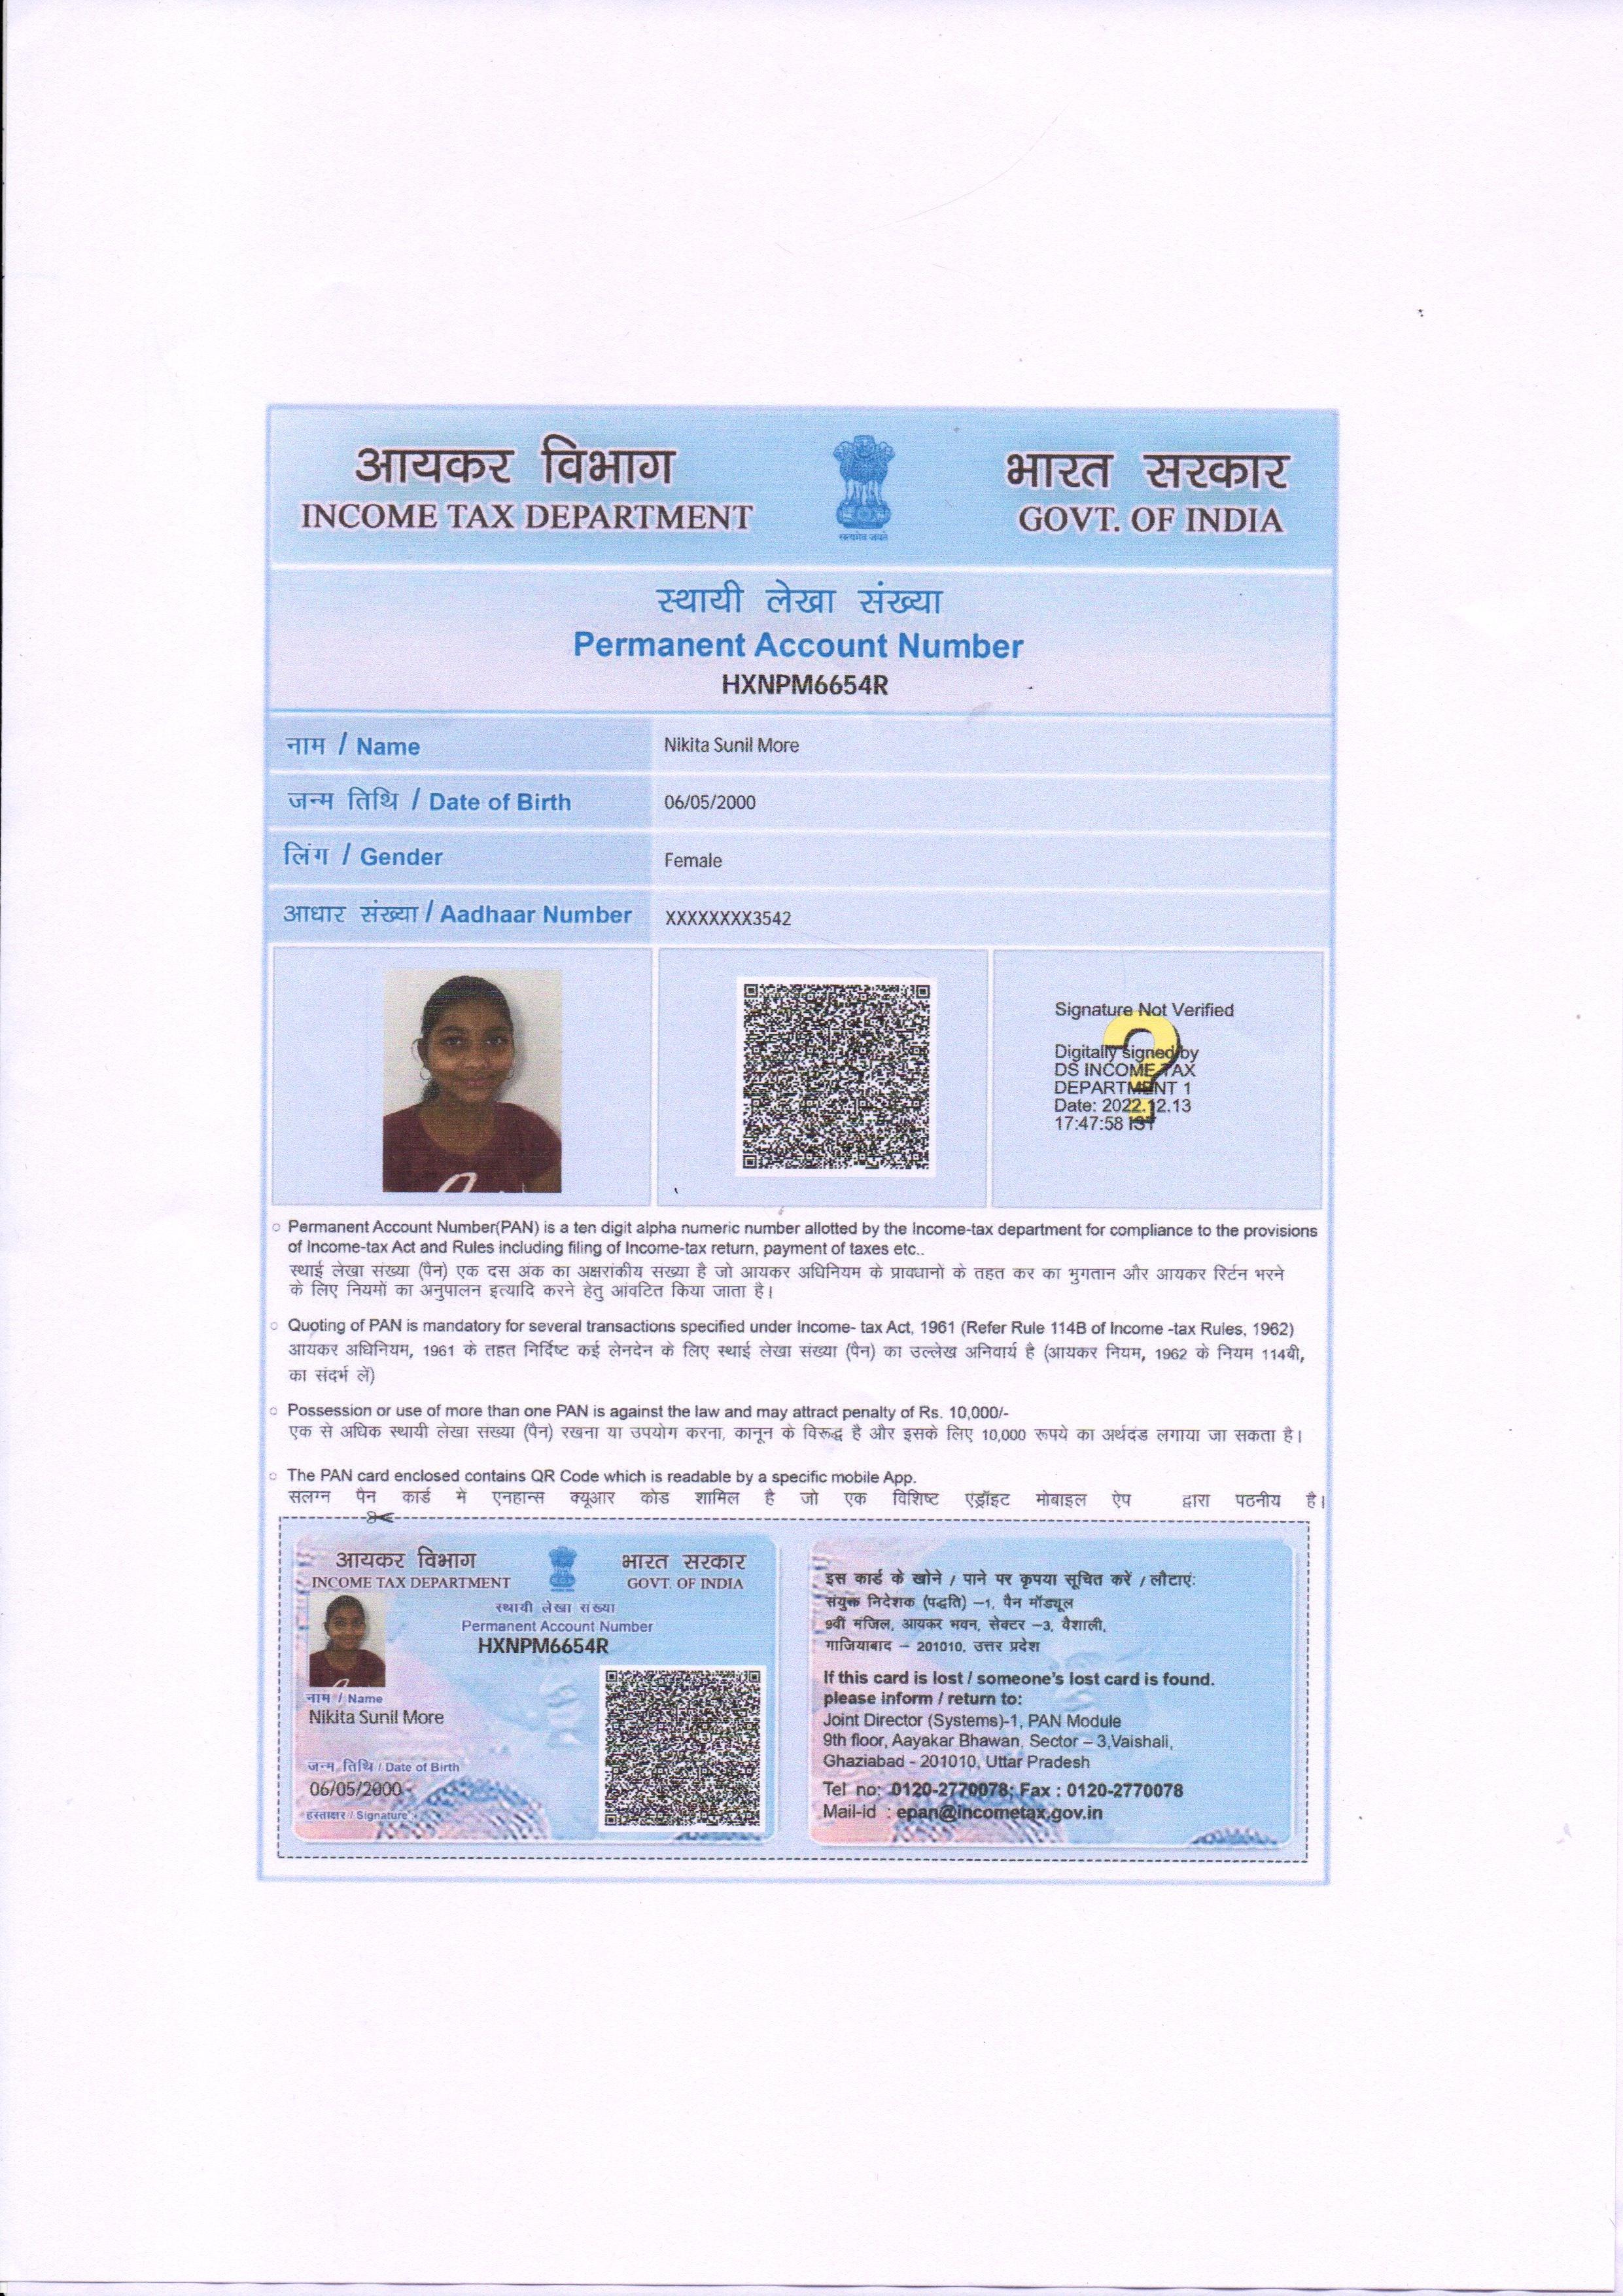 आयकर विभाग
INCOME TAX DEPARTMENT
सत्यमेव जयते
भारत सरकार
GOVT. OF INDIA
स्थायी लेखा संख्या
Permanent Account Number
HXNPM6654R
नाम / Name Nikita Sunil More
जन्म तिथि / Date of Birth 06/05/2000
लिंग / Gender Female
आधार संख्या / Aadhaar Number XXXXXXXX3542
Signature Not Verified
?
Digitally signed by
DS INCOME TAX
DEPARTMENT 1
Date: 2022.12.13
17:47:58 IST
Permanent Account Number(PAN) is a ten digit alpha numeric number allotted by the Income-tax department for compliance to the provisions
of Income-tax Act and Rules including filing of Income-tax return, payment of taxes etc..
स्थाई लेखा संख्या (पैन) एक दस अंक का अक्षरांकीय संख्या है जो आयकर अधिनियम के प्रावधानों के तहत कर का भुगतान और आयकर रिर्टन भरने
के लिए नियमों का अनुपालन इत्यादि करने हेतु आंवटित किया जाता है।
Quoting of PAN is mandatory for several transactions specified under Income- tax Act, 1961 (Refer Rule 114B of Income -tax Rules, 1962)
आयकर अधिनियम, 1961 के तहत निर्दिष्ट कई लेनदेन के लिए स्थाई लेखा संख्या (पैन) का उल्लेख अनिवार्य है (आयकर नियम, 1962 के नियम 114बी,
का संदर्भ लें)
Possession or use of more than one PAN is against the law and may attract penalty of Rs. 10,000/-
एक से अधिक स्थायी लेखा संख्या (पैन) रखना या उपयोग करना, कानून के विरूद्ध है और इसके लिए 10,000 रूपये का अर्थदंड लगाया जा सकता है।
The PAN card enclosed contains QR Code which is readable by a specific mobile App.
संलग्न पैन कार्ड में एनहान्स क्यूआर कोड शामिल है जो एक विशिष्ट एंड्रॉइट मोबाइल ऐप द्वारा पठनीय है।
आयकर विभाग
INCOME TAX DEPARTMENT
भारत सरकार
GOVT. OF INDIA
स्थायी लेखा संख्या
Permanent Account Number
HXNPM6654R
नाम / Name
Nikita Sunil More
जन्म तिथि / Date of Birth
06/05/2000
हस्ताक्षर / Signature
इस कार्ड के खोने / पाने पर कृपया सूचित करें / लौटाएं:
संयुक्त निदेशक (पद्धति) –1, पैन मॉड्यूल
9वीं मंजिल, आयकर भवन, सेक्टर –3, वैशाली,
गाजियाबाद – 201010, उत्तर प्रदेश
If this card is lost / someone's lost card is found.
please inform / return to:
Joint Director (Systems)-1, PAN Module
9th floor, Aayakar Bhawan, Sector – 3,Vaishali,
Ghaziabad - 201010, Uttar Pradesh
Tel no: 0120-2770078; Fax : 0120-2770078
Mail-id : epan@incometax.gov.in